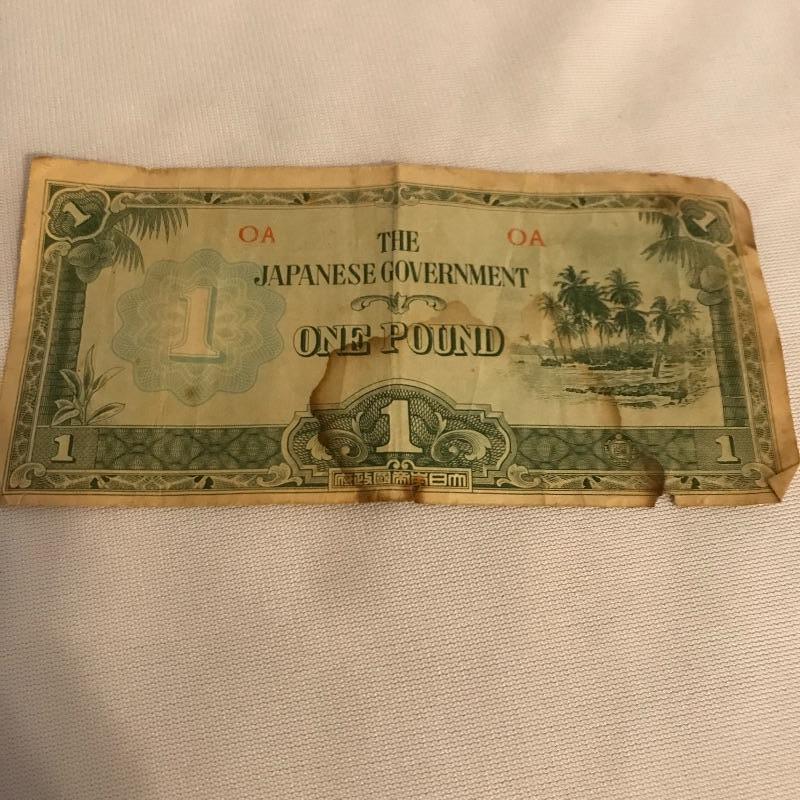 1 1
OA OA
THE
JAPANESE GOVERNMENT
1
ONE POUND
1
1 1
府政國帝本日大